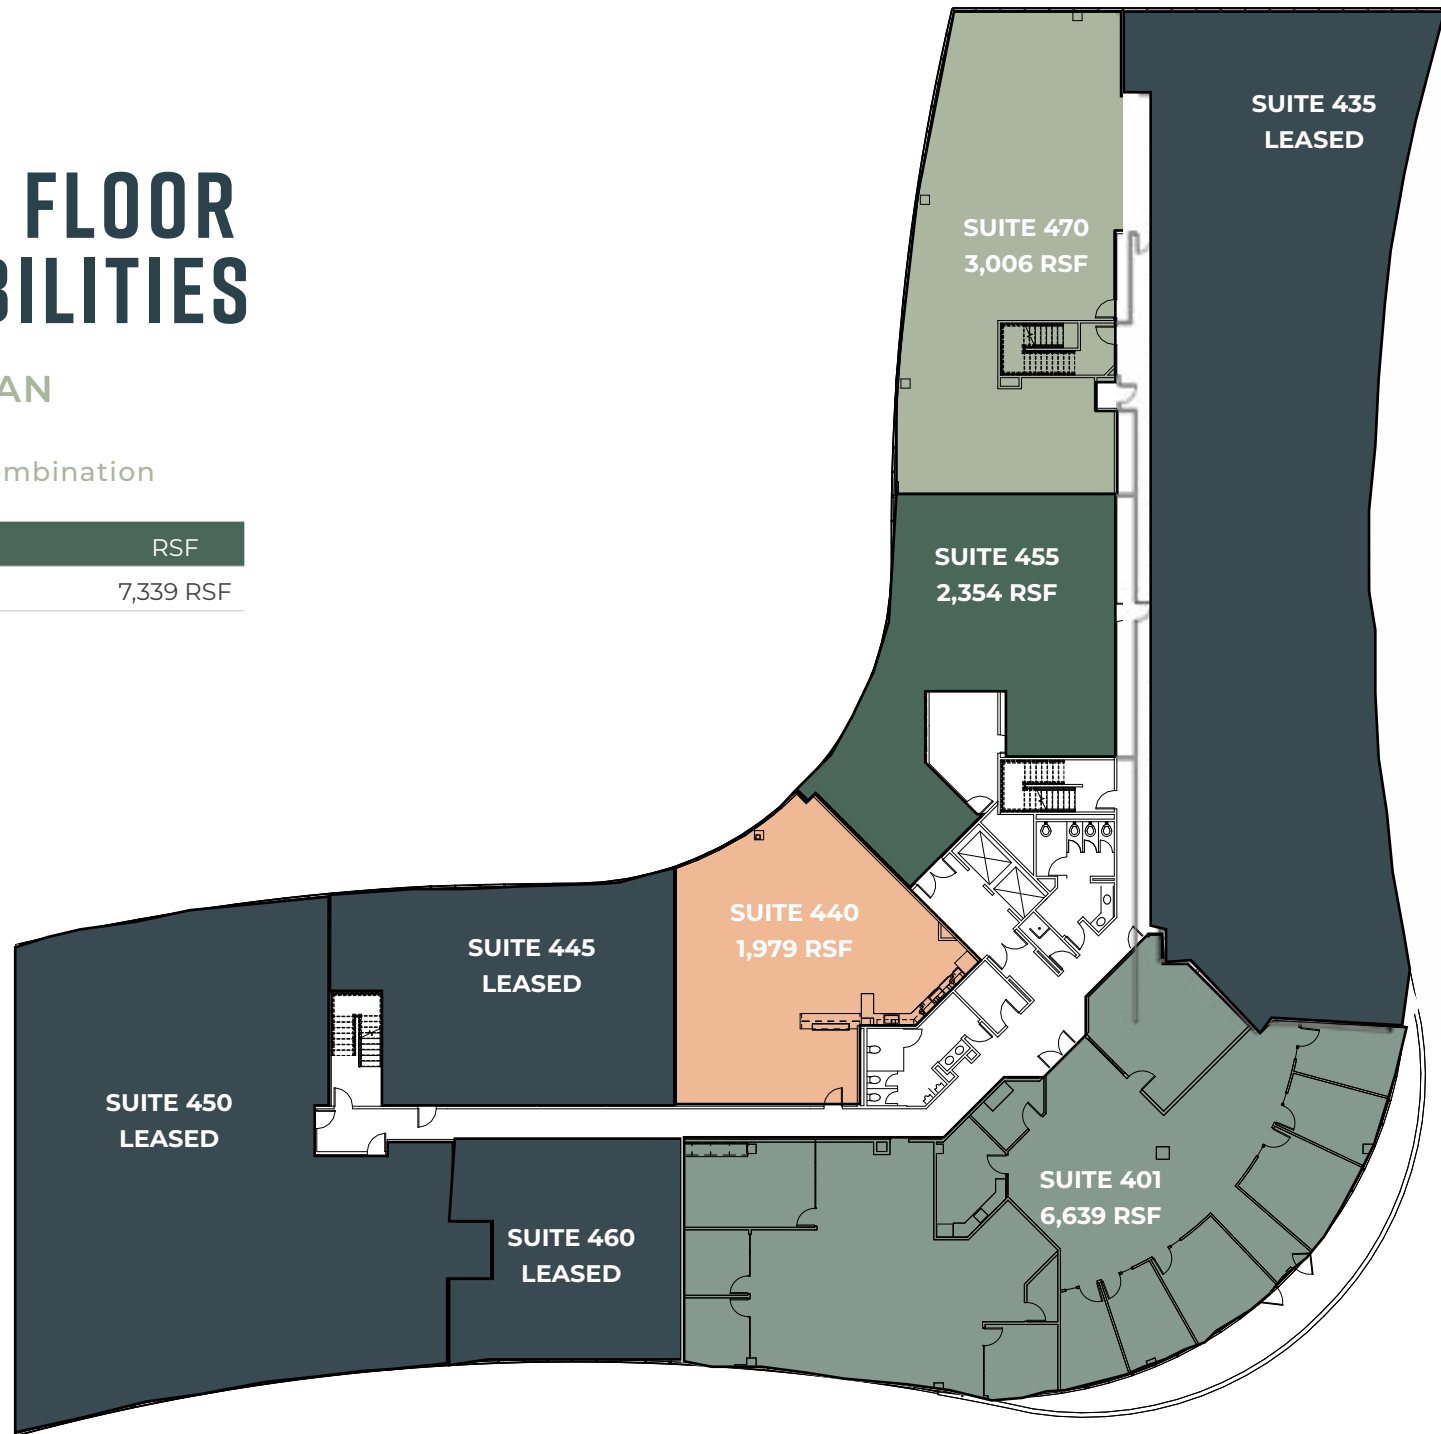 FLOOR
BILITIES
AN
mbination
RSF
7,339 RSF
SUITE 435
LEASED
SUITE 470
3,006 RSF
SUITE 455
2,354 RSF
SUITE 440
1,979 RSF
SUITE 445
LEASED
SUITE 450
LEASED
SUITE 401
6,639 RSF
SUITE 460
LEASED